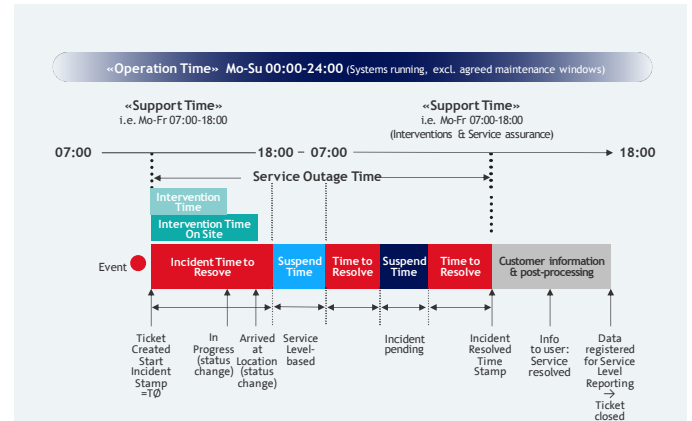 «Operation Time» Mo-Su 00:00-24:00 (Systems running, excl. agreed maintenance windows)
«Support Time»
i.e. Mo-Fr 07:00-18:00
«Support Time»
i.e. Mo-Fr 07:00-18:00
(Interventions & Service assurance)
07:00
18:00 – 07:00
18:00
Service Outage Time
Intervention
Time
Intervention Time
On Site
Event
Incident Time to
Resove
Suspend
Time
Time to
Resolve
Suspend
Time
Time to
Resolve
Customer information
& post-processing
Ticket
Created
Start
Incident
Stamp
=TØ
In
Progress
(status
change)
Arrived
at
Location
(status
change)
Service
Level-
based
Incident
pending
Incident
Resolved
Time
Stamp
Info
to user:
Service
resolved
Data
registered
for Service
Level
Reporting
→
Ticket
closed